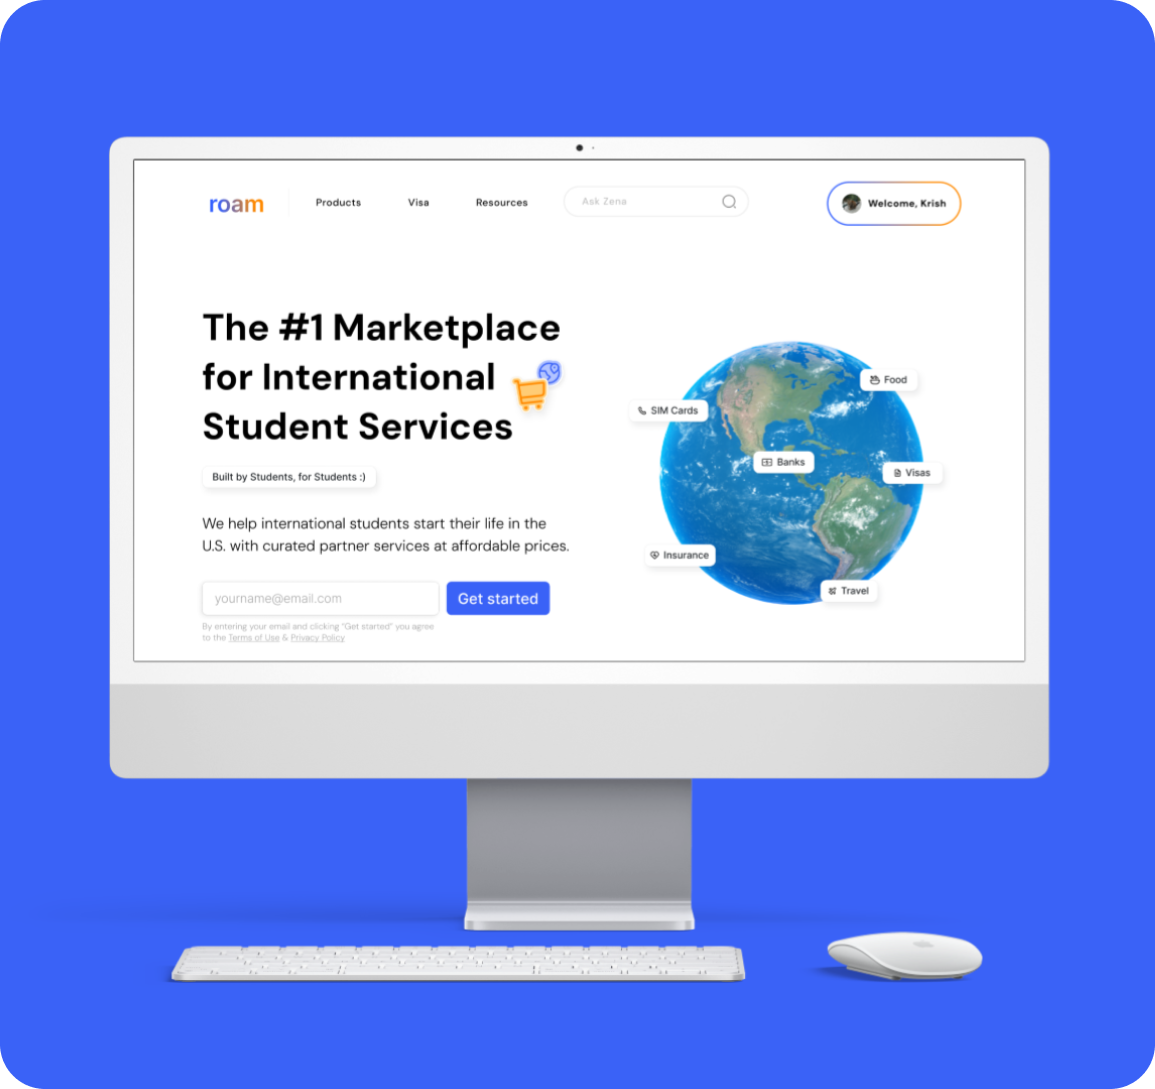 roam
Products
Visa
Resources
Ask Zena
Welcome, Krish
The #1 Marketplace
for International
Student Services
Built by Students, for Students :)
We help international students start their life in the
U.S. with curated partner services at affordable prices.
yourname@email.com
Get started
By entering your email and clicking "Get started" you agree
to the Terms of Use & Privacy Policy
Food
SIM Cards
Banks
Visas
Insurance
Travel